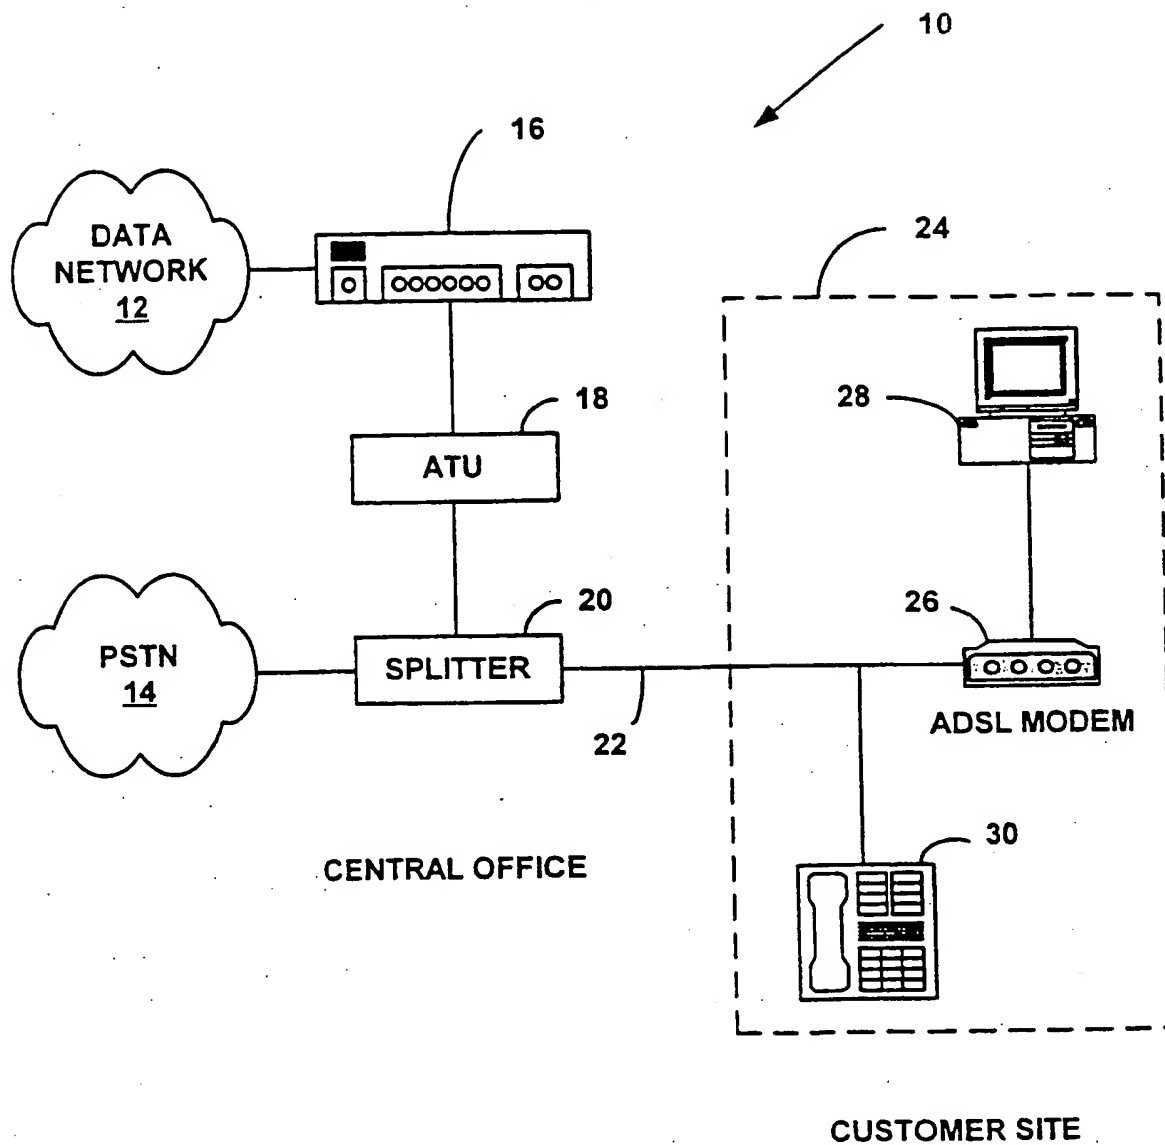 10
16
DATA
NETWORK
12
24
18
28
ATU
20
26
PSTN
14
SPLITTER
22
ADSL MODEM
30
CENTRAL OFFICE
CUSTOMER SITE